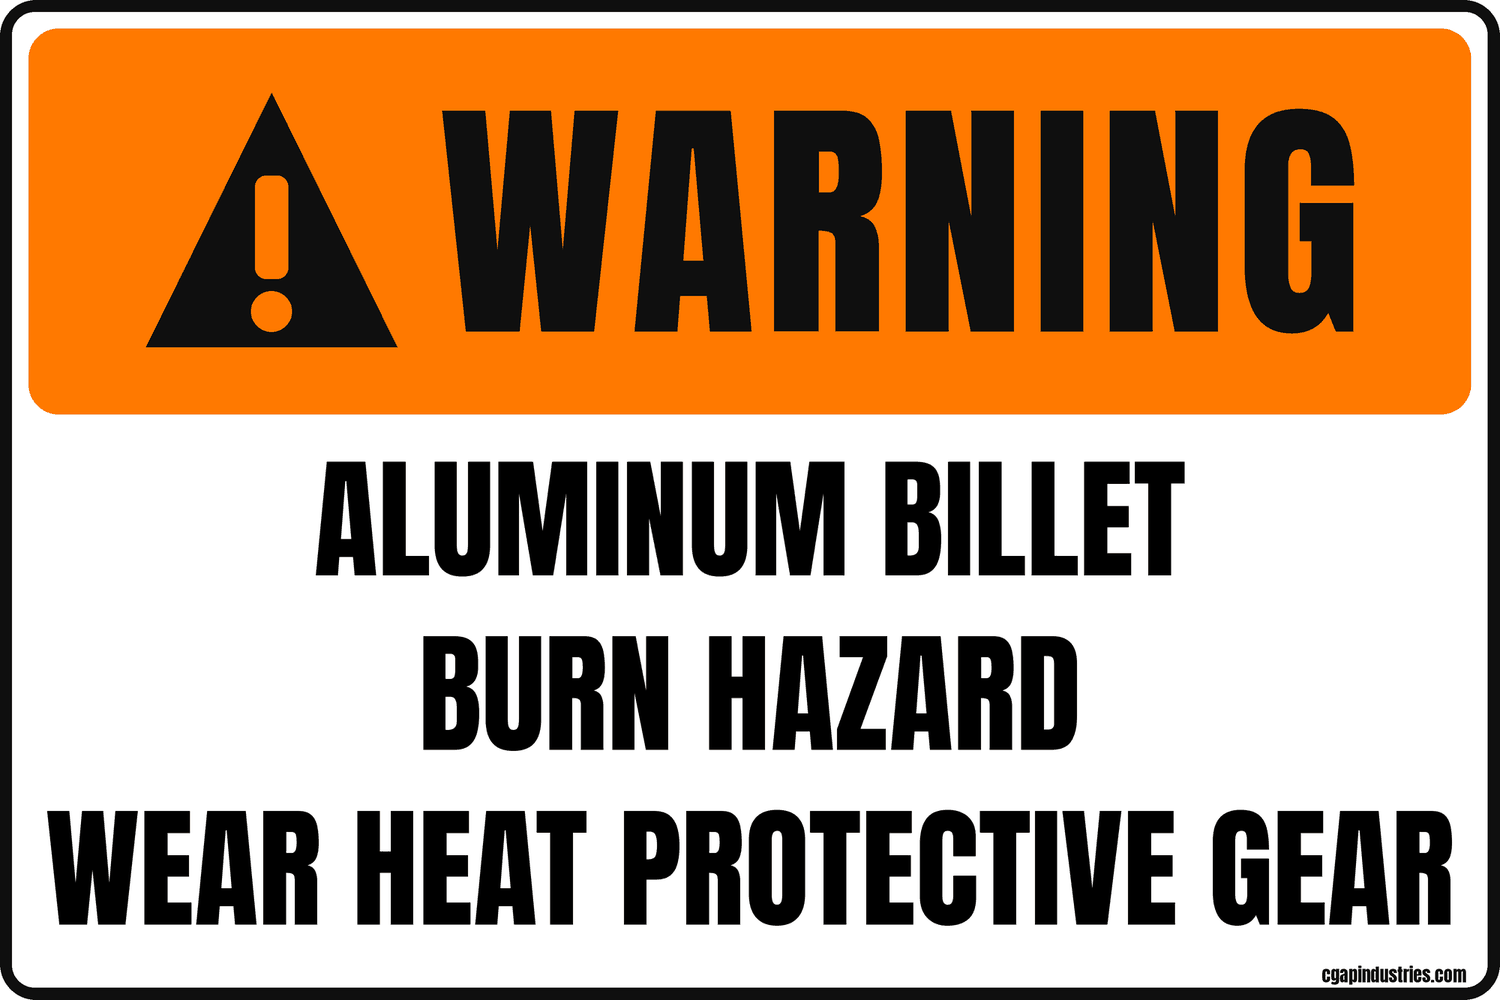 WARNING
ALUMINUM BILLET
BURN HAZARD
WEAR HEAT PROTECTIVE GEAR
cgapindustries.com